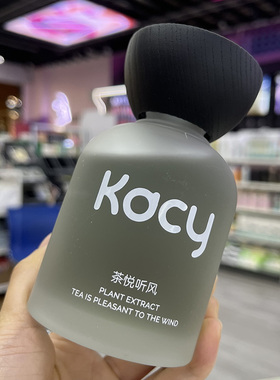 Kacy
茶悦听风
PLANT EXTRACT
TEA IS PLEASANT TO THE WIND